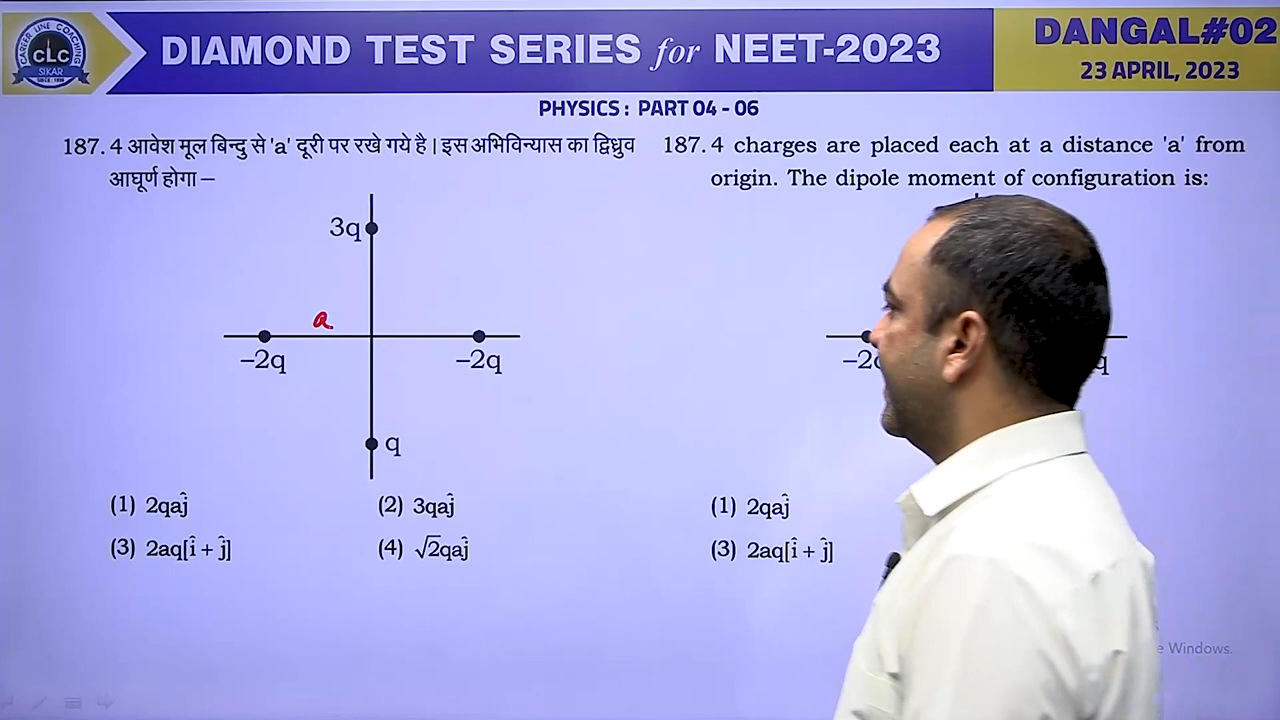 CAREER LINE COACHING
CLC
SIKAR
SINCE : 1996
DIAMOND TEST SERIES for NEET-2023
DANGAL#02
23 APRIL, 2023
PHYSICS : PART 04 - 06
187. 4 आवेश मूल बिन्दु से 'a' दूरी पर रखे गये है। इस अभिविन्यास का द्विध्रुव
आघूर्ण होगा –
3q
a
–2q
–2q
q
(1) 2qaĵ
(2) 3qaĵ
(3) 2aq[î + ĵ]
(4) √2qaĵ
187. 4 charges are placed each at a distance 'a' from
origin. The dipole moment of configuration is:
q
(1) 2qaĵ
(3) 2aq[î + ĵ]
Windows.